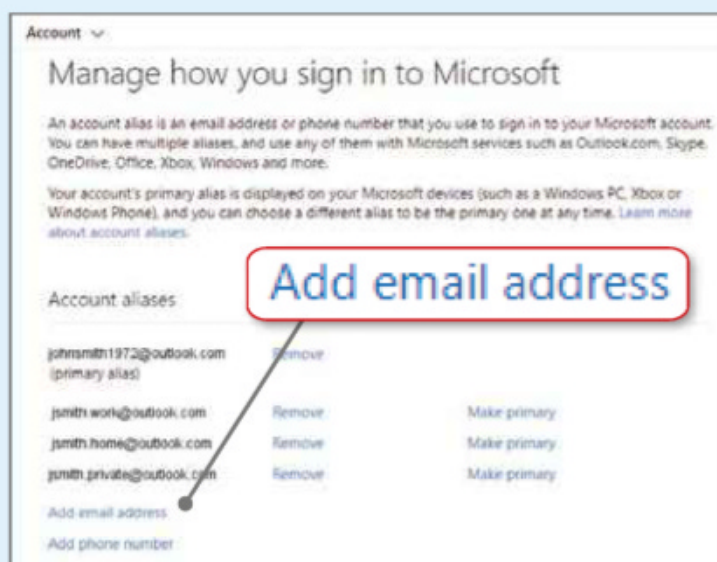 Account
Manage how you sign in to Microsoft
An account alias is an email address or phone number that you use to sign in to your Microsoft account.
You can have multiple aliases, and use any of them with Microsoft services such as Outlook.com, Skype,
OneDrive, Office, Xbox, Windows and more.
Your account's primary alias is displayed on your Microsoft devices (such as a Windows PC, Xbox or
Windows Phone), and you can choose a different alias to be the primary one at any time. Learn more
about account aliases.
Add email address
Account aliases
johnsmith1972@outlook.com Remove
(primary alias)
jsmith.work@outlook.com Remove Make primary
jsmith.home@outlook.com Remove Make primary
jsmith.private@outlook.com Remove Make primary
Add email address
Add phone number